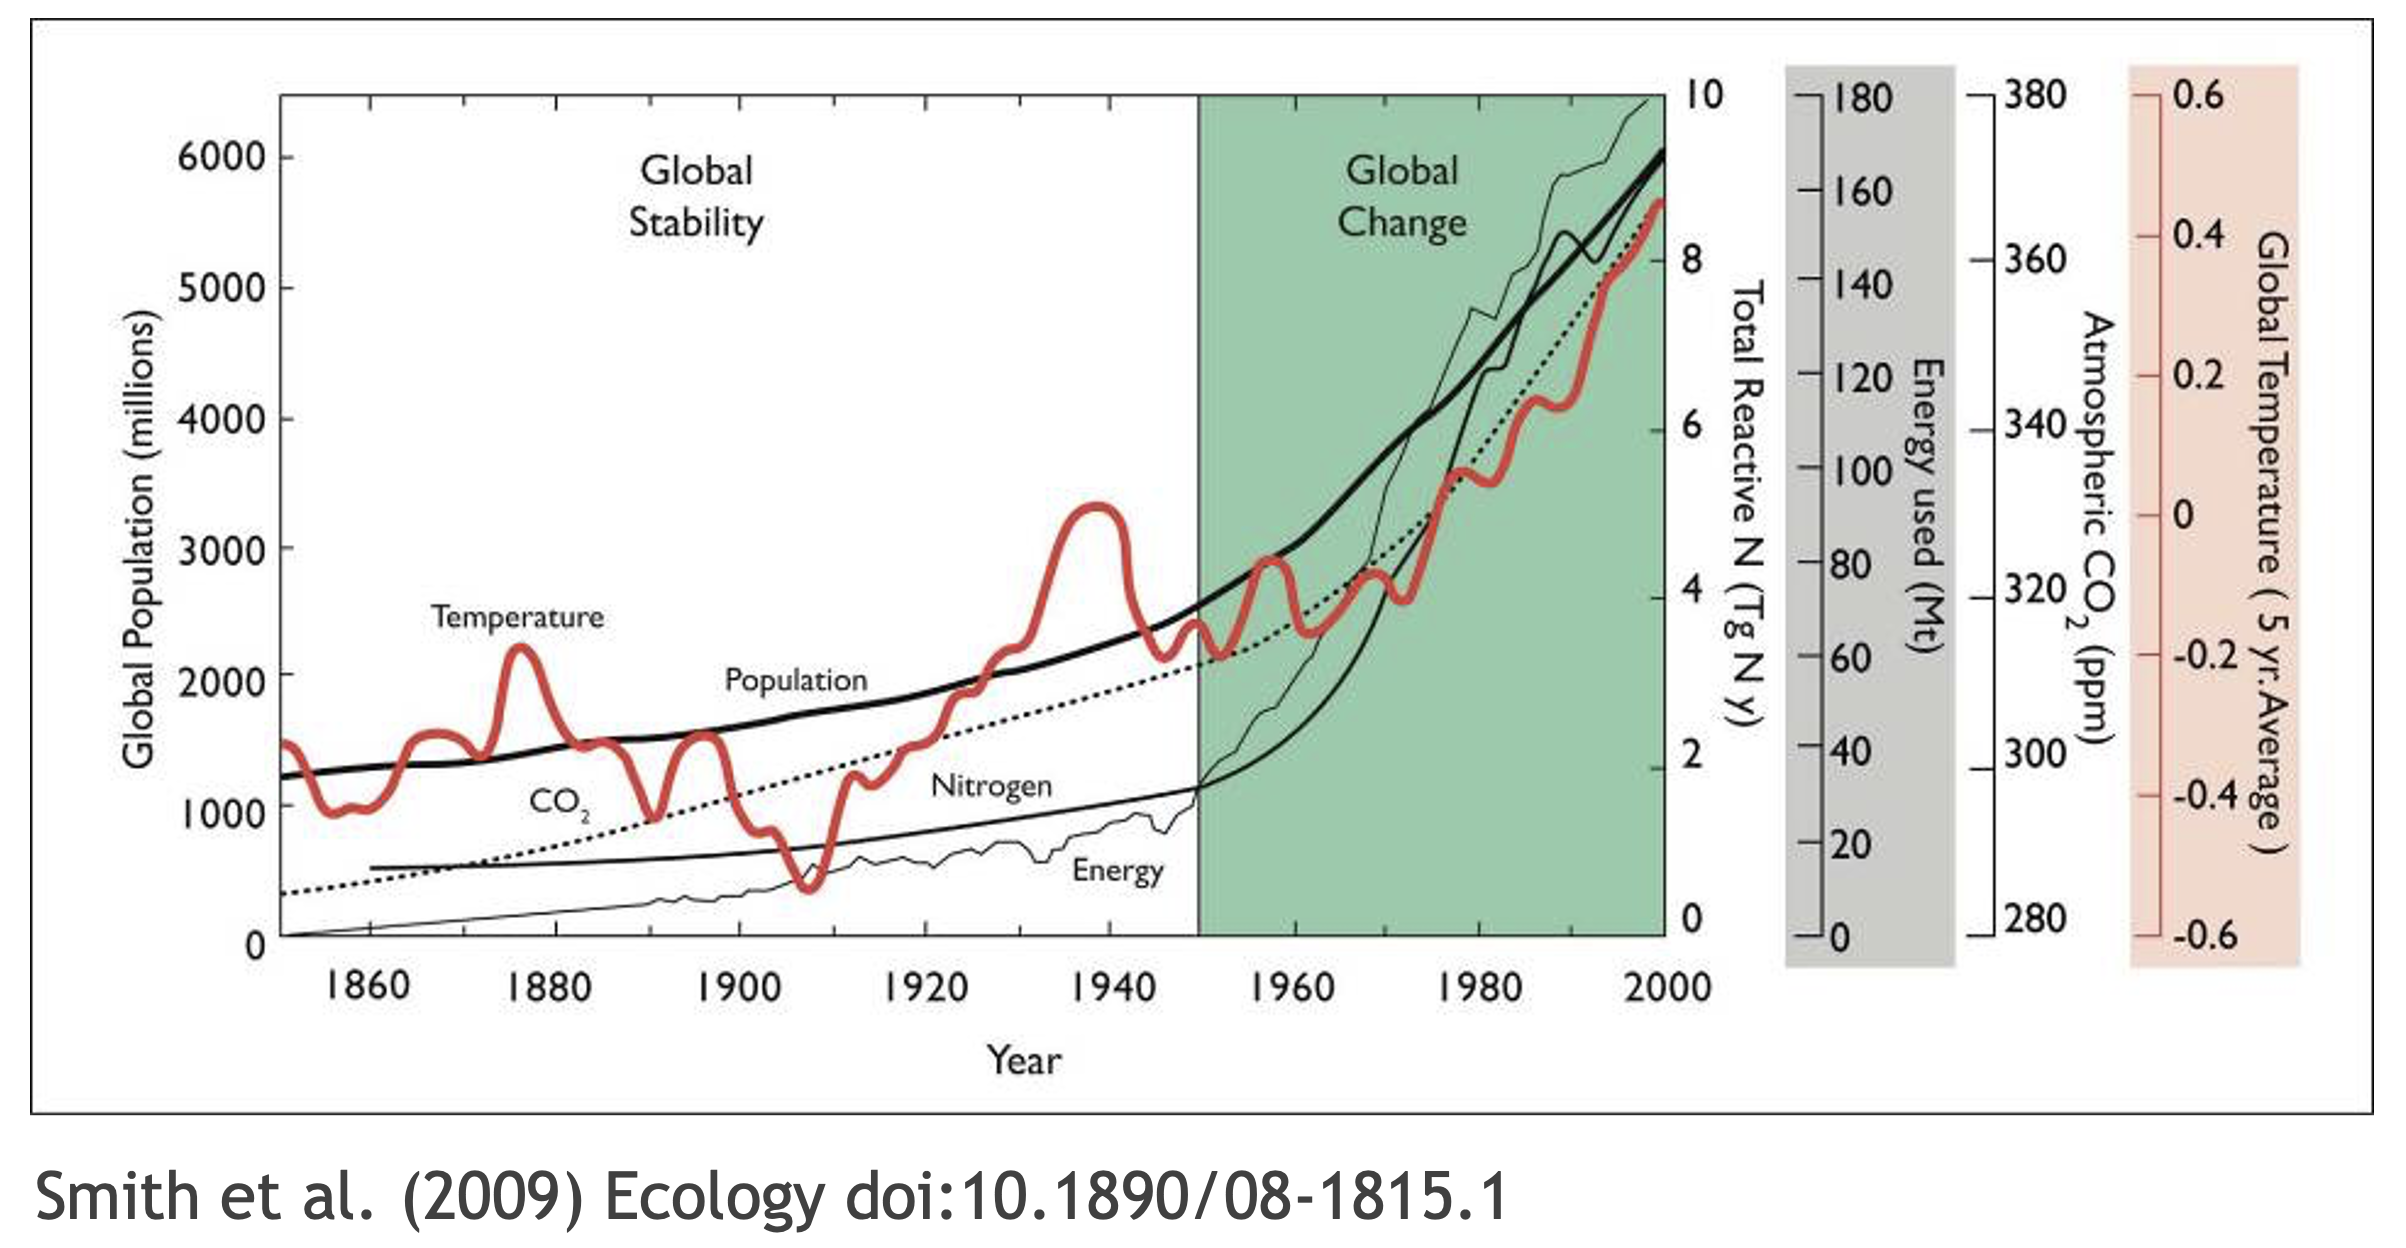 Global
Stability
Global
Change
Temperature
Population
CO2
Nitrogen
Energy
Global Population (millions)
6000
5000
4000
3000
2000
1000
0
1860 1880 1900 1920 1940 1960 1980 2000
Year
10
8
6
4
2
0
Total Reactive N (Tg N y)
180
160
140
120
100
80
60
40
20
0
Energy used (Mt)
380
360
340
320
300
280
Atmospheric CO2 (ppm)
0.6
0.4
0.2
0
-0.2
-0.4
-0.6
Global Temperature ( 5 yr. Average )
Smith et al. (2009) Ecology doi:10.1890/08-1815.1